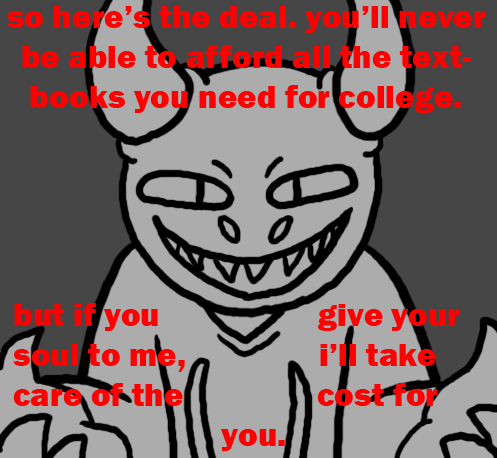 so here's the deal. you'll never
be able to afford all the text-
books you need for college.
but if you give your
soul to me, i'll take
care of the cost for
you.